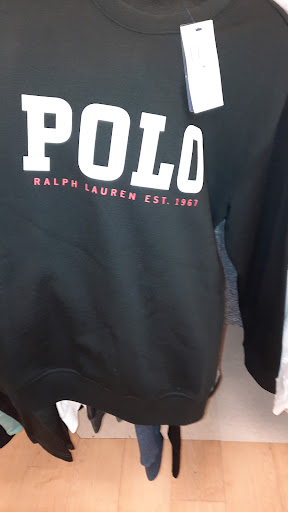 POLO
RALPH LAUREN EST. 1967